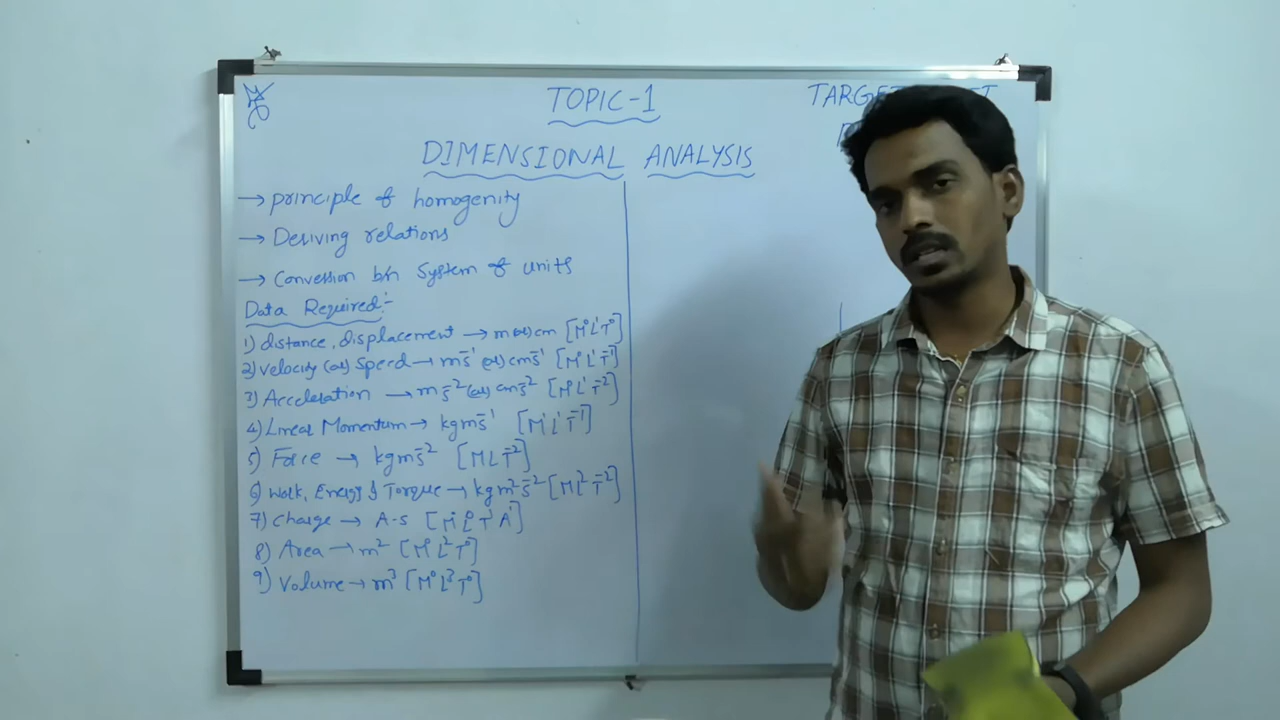 TOPIC-1
TARGET
DIMENSIONAL ANALYSIS
→ principle of homogenity
→ Deriving relations
→ Conversion b/n System of units
Data Required:-
1) distance, displacement → m (or) cm [M⁰L¹T⁰]
2) velocity (or) Speed → ms⁻¹ (or) cms⁻¹ [M⁰L¹T⁻¹]
3) Acceleration → ms⁻² (or) cms⁻² [M⁰L¹T⁻²]
4) Linear Momentum → kgms⁻¹ [M¹L¹T⁻¹]
5) Force → kgms⁻² [MLT⁻²]
6) Work, Energy & Torque → kgm²s⁻² [ML²T⁻²]
7) Charge → A-s [M⁰L⁰T¹A¹]
8) Area → m² [M⁰L²T⁰]
9) Volume → m³ [M⁰L³T⁰]